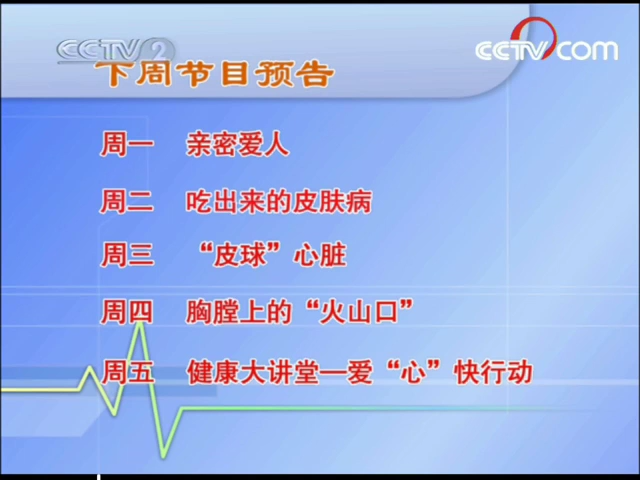 CCTV 2
CCTV.com
下周节目预告
周一 亲密爱人
周二 吃出来的皮肤病
周三 “皮球”心脏
周四 胸膛上的“火山口”
周五 健康大讲堂—爱“心”快行动